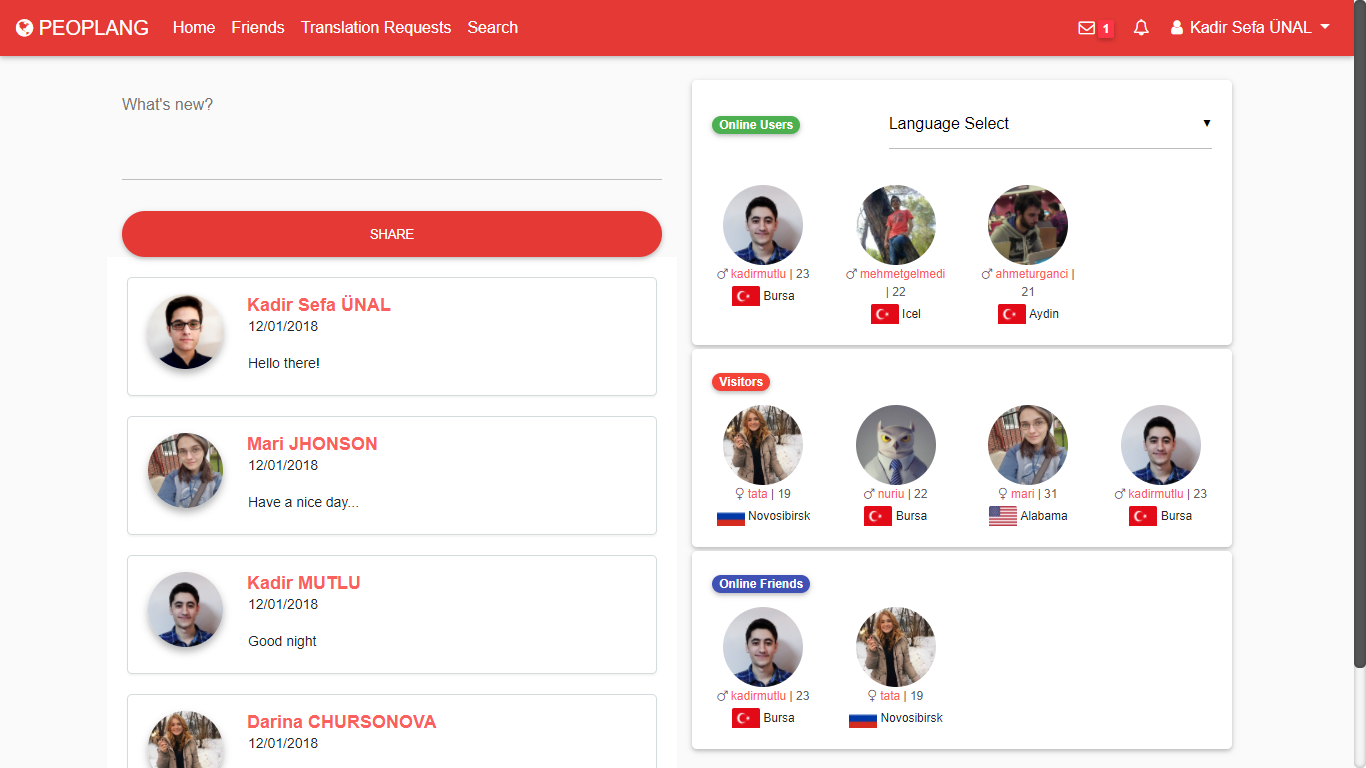 PEOPLANG Home Friends Translation Requests Search 1 Kadir Sefa ÜNAL
What's new?
SHARE
Kadir Sefa ÜNAL
12/01/2018
Hello there!
Mari JHONSON
12/01/2018
Have a nice day...
Kadir MUTLU
12/01/2018
Good night
Darina CHURSONOVA
12/01/2018
Online Users
Language Select
♂ kadirmutlu | 23
Bursa
♂ mehmetgelmedi
| 22
Icel
♂ ahmeturganci |
21
Aydin
Visitors
♀ tata | 19
Novosibirsk
♂ nuriu | 22
Bursa
♀ mari | 31
Alabama
♂ kadirmutlu | 23
Bursa
Online Friends
♂ kadirmutlu | 23
Bursa
♀ tata | 19
Novosibirsk